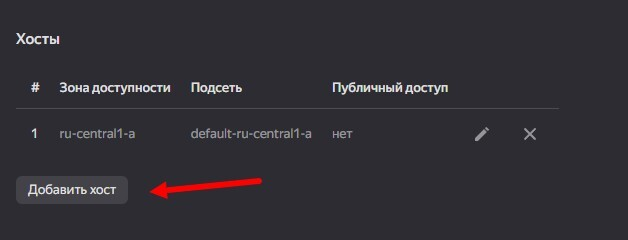 Хосты
# Зона доступности Подсеть Публичный доступ
1 ru-central1-a default-ru-central1-a нет
Добавить хост